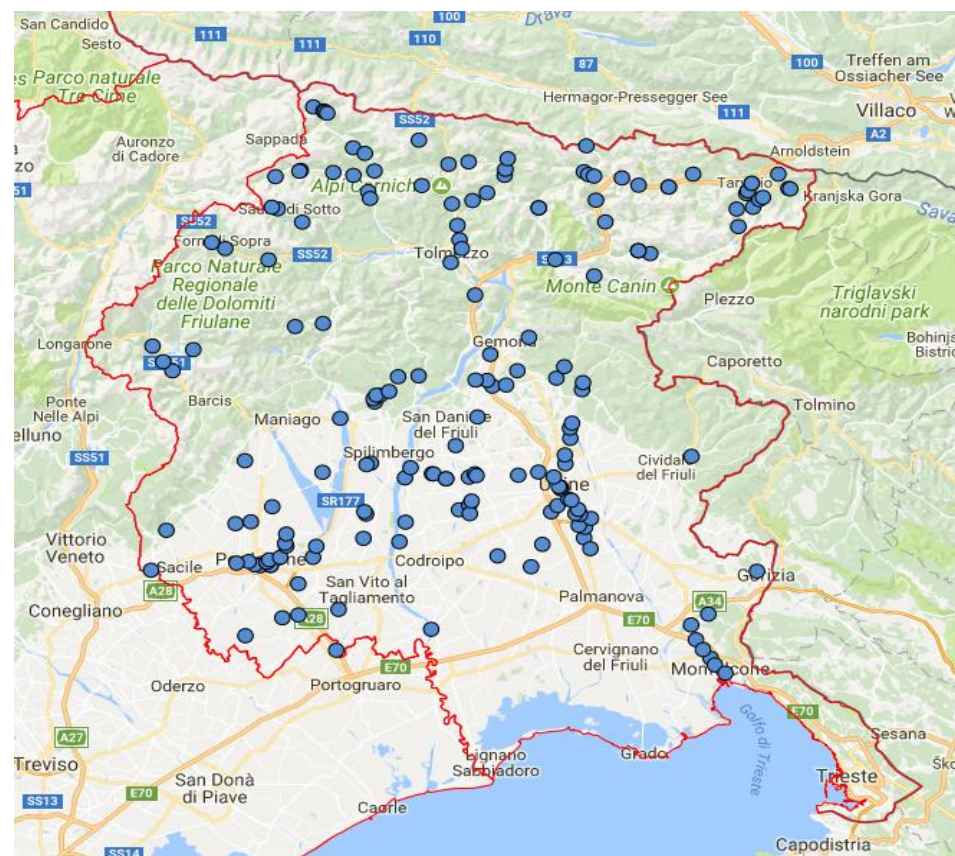 San Candido
Sesto
111
111
100
110
Drava
87
100
Treffen am
Ossiacher See
Parco naturale
Tre Cime
Hermagor-Pressegger See
Villaco
111
A2
SS52
Auronzo
di Cadore
Sappada
Arnoldstein
Alpi Carniche
Kranjska Gora
Sava
SS52
Sauris di Sotto
Forni di Sopra
SS52
Tolmezzo
Parco Naturale
Regionale
delle Dolomiti
Friulane
Monte Canin
Plezzo
Triglavski
narodni park
Longarone
Gemona
Caporetto
Ponte
Nelle Alpi
Barcis
Maniago
San Daniele
del Friuli
Tolmino
SS51
Spilimbergo
Cividale
del Friuli
Udine
SR177
Vittorio
Veneto
Sacile
Codroipo
Gorizia
A28
San Vito al
Tagliamento
Palmanova
A34
Conegliano
A28
E70
Cervignano
del Friuli
E70
Monfalcone
Oderzo
Portogruaro
E70
Golfo di Trieste
Sesana
A27
Treviso
Lignano
Sabbiadoro
Grado
Trieste
San Donà
di Piave
SS13
E70
Caorle
SS14
Capodistria